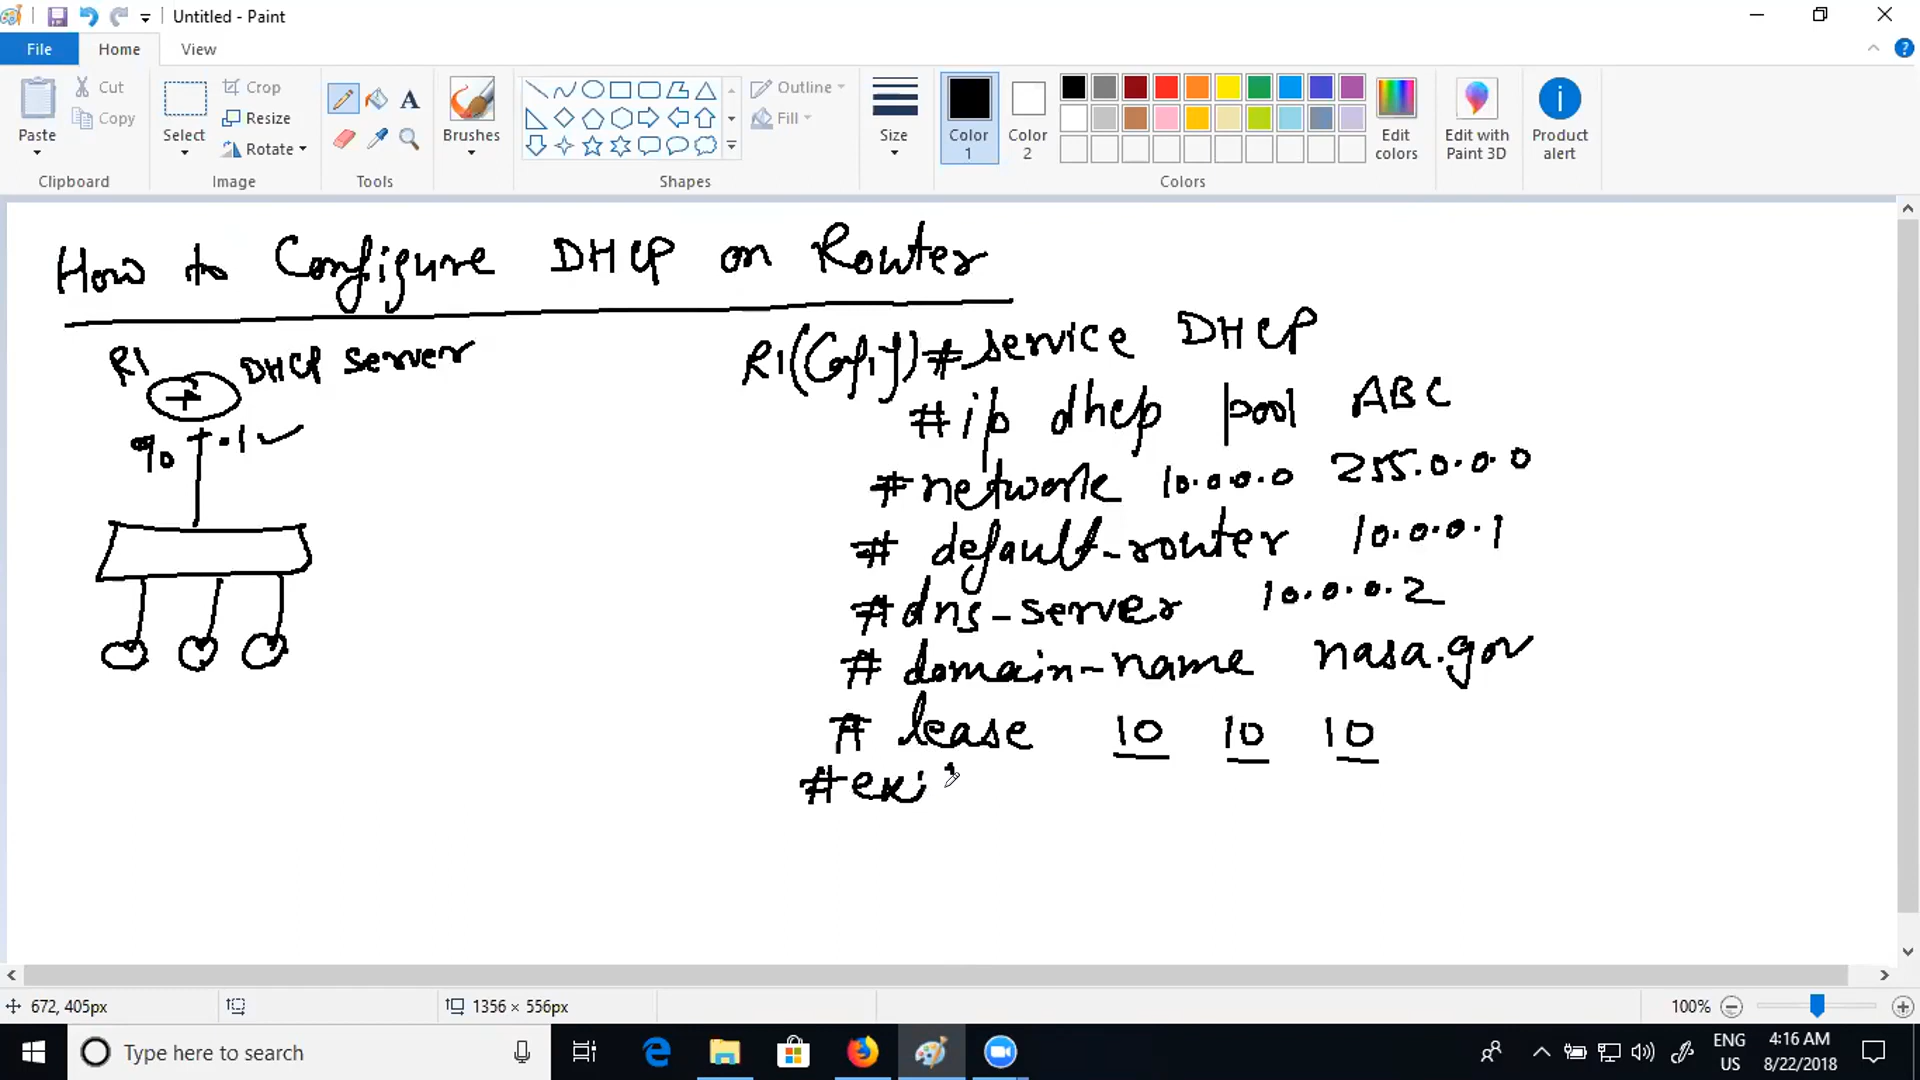 Untitled - Paint
File Home View
Paste
Cut
Copy
Clipboard
Select
Crop
Resize
Rotate
Image
Tools
Brushes
Shapes
Outline
Fill
Size
Color 1
Color 2
Edit colors
Colors
Edit with Paint 3D
Product alert
How to Configure DHCP on Router
R1 DHCP Server
.1
R1(Config)#service DHCP
#ip dhcp pool ABC
#network 10.0.0.0 255.0.0.0
# default-router 10.0.0.1
#dns-server 10.0.0.2
# domain-name nasa.gov
# lease 10 10 10
#exi
672, 405px
1356 × 556px
100%
Type here to search
ENG
US
4:16 AM
8/22/2018